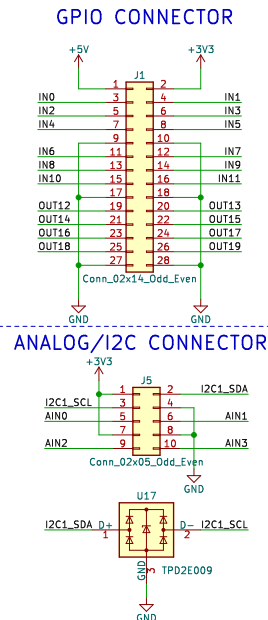 GPIO CONNECTOR
+5V +3V3
J1
1 2
IN0 3 4 IN1
IN2 5 6 IN3
IN4 7 8 IN5
9 10
IN6 11 12 IN7
IN8 13 14 IN9
IN10 15 16 IN11
17 18
OUT12 19 20 OUT13
OUT14 21 22 OUT15
OUT16 23 24 OUT17
OUT18 25 26 OUT19
27 28
Conn_02x14_Odd_Even
GND GND
ANALOG/I2C CONNECTOR
+3V3
J5
1 2 I2C1_SDA
I2C1_SCL 3 4
AIN0 5 6 AIN1
7 8
AIN2 9 10 AIN3
Conn_02x05_Odd_Even
GND
U17
I2C1_SDA D+ D- I2C1_SCL
1 2
GND 3 TPD2E009
GND